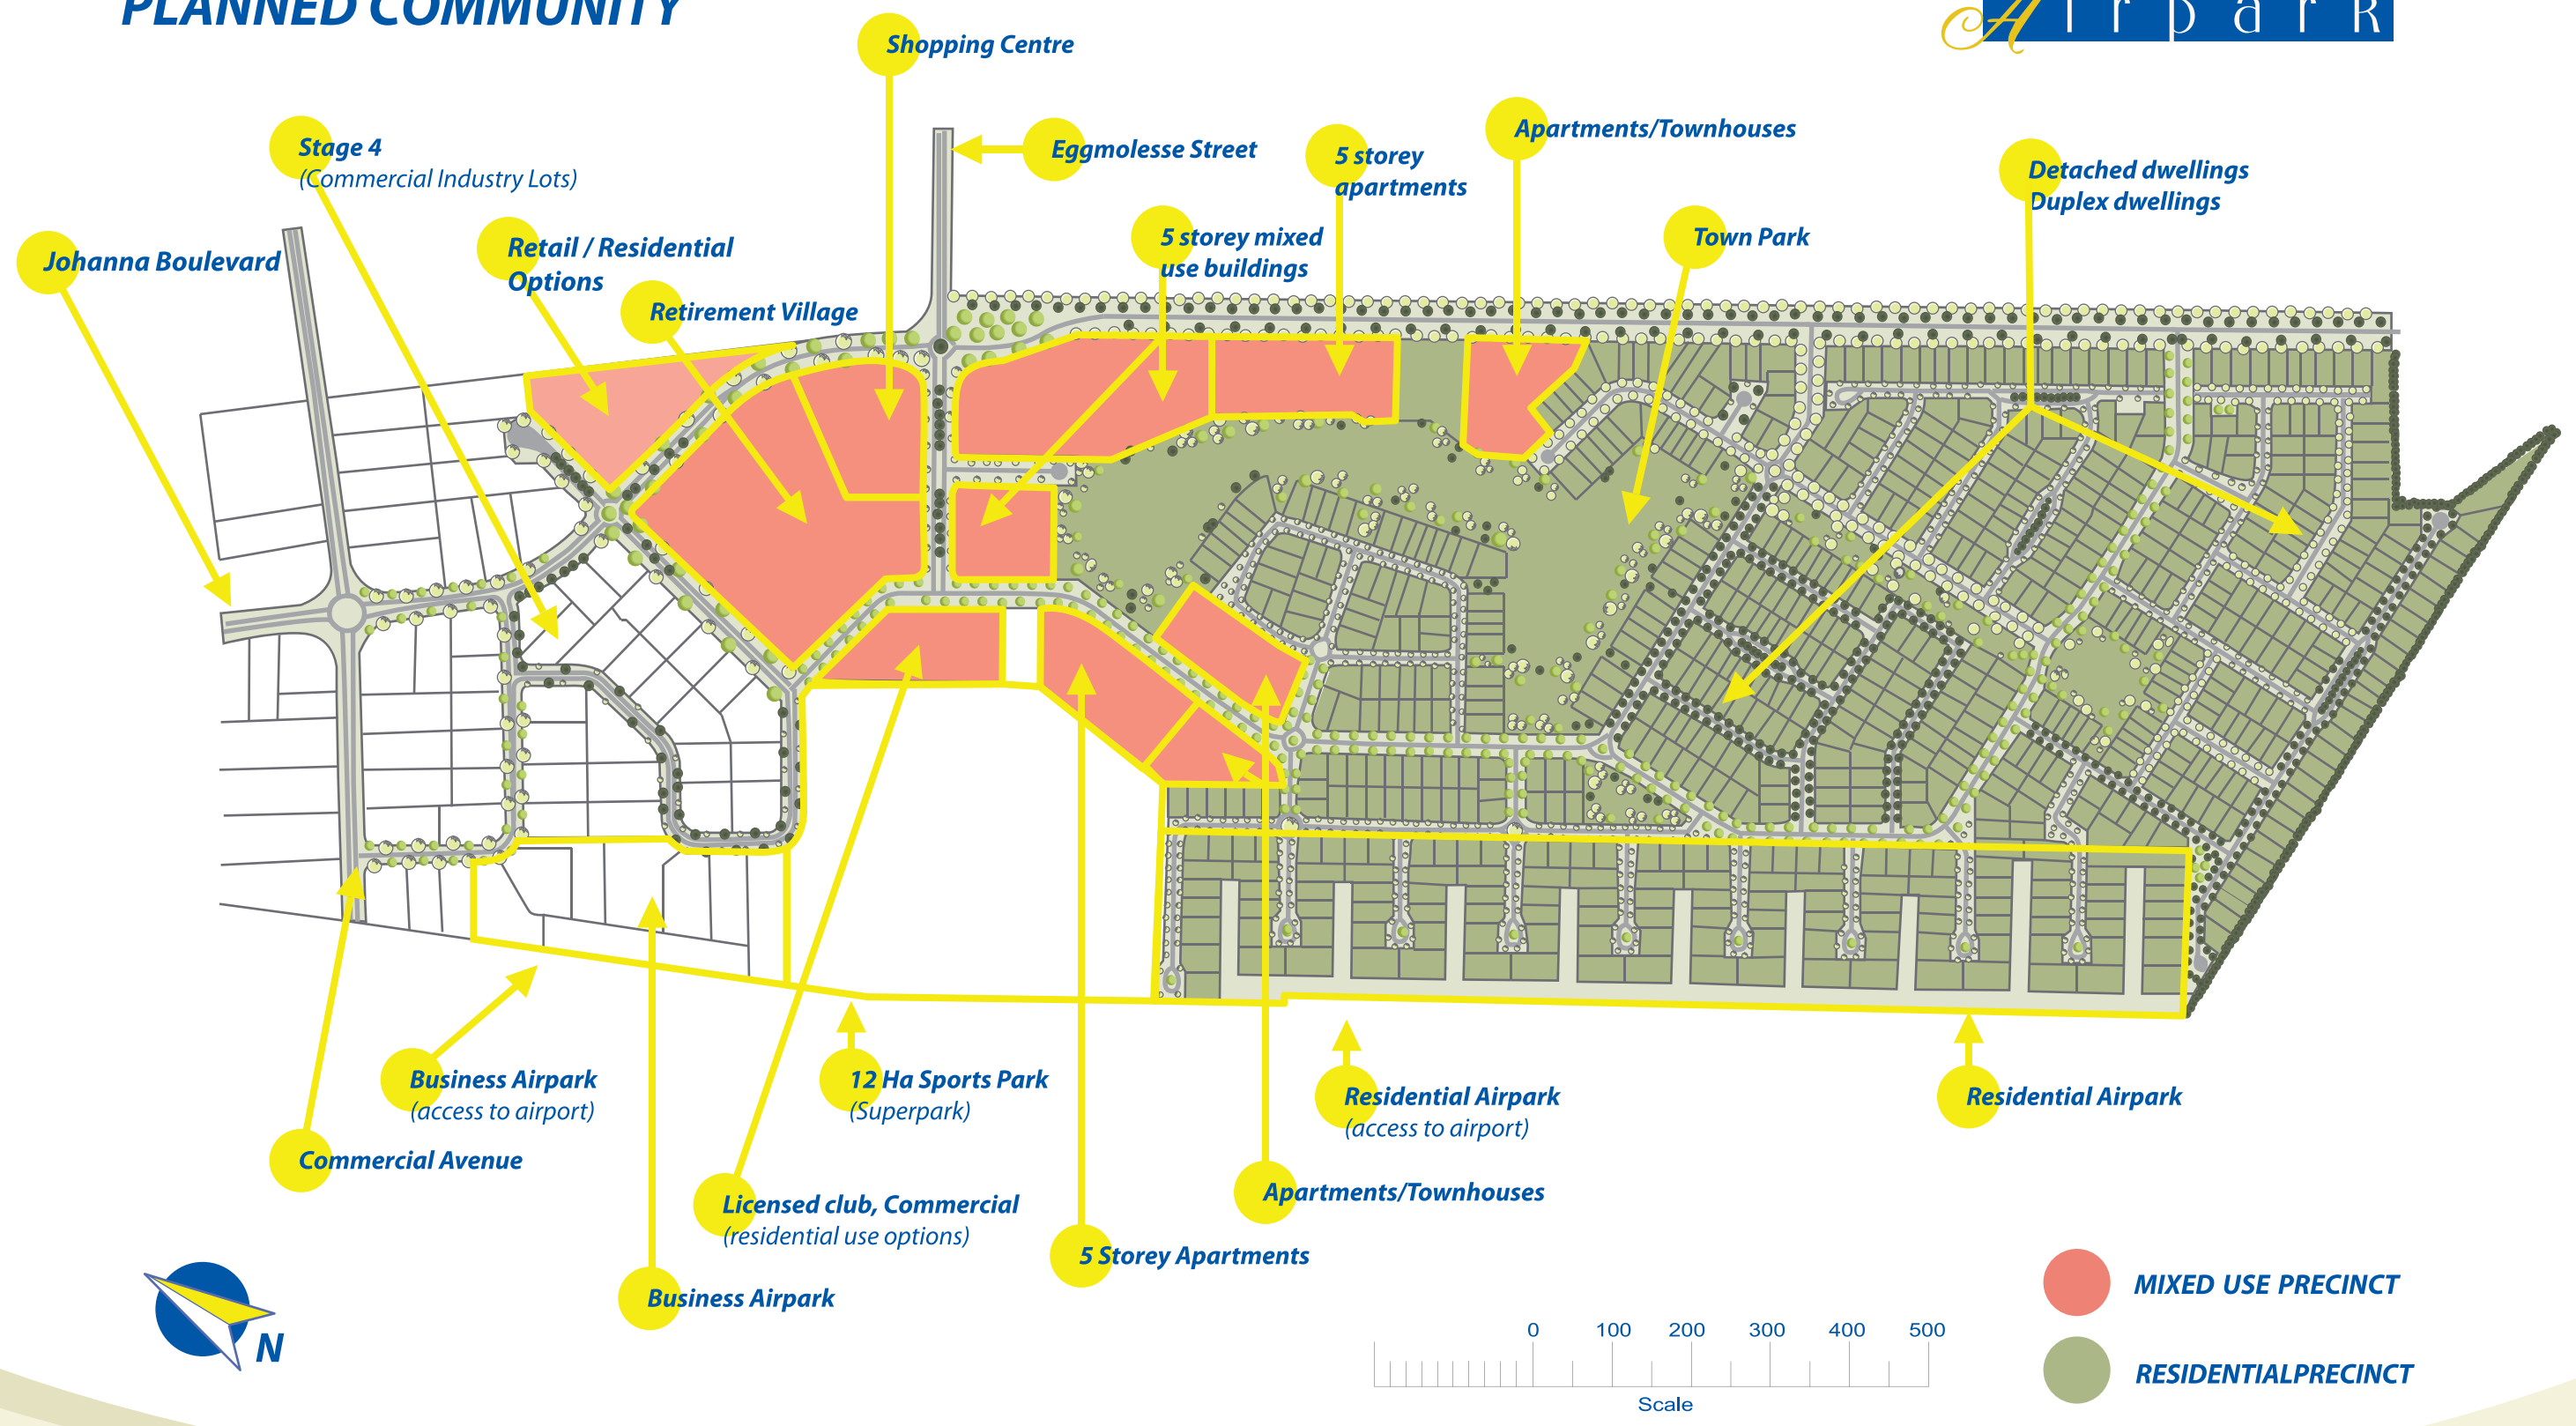 PLANNED COMMUNITY
Airpark
Shopping Centre
Stage 4
(Commercial Industry Lots)
Eggmolesse Street
5 storey
apartments
Apartments/Townhouses
Detached dwellings
Duplex dwellings
Johanna Boulevard
Retail / Residential
Options
Retirement Village
5 storey mixed
use buildings
Town Park
Business Airpark
(access to airport)
12 Ha Sports Park
(Superpark)
Residential Airpark
(access to airport)
Residential Airpark
Commercial Avenue
Licensed club, Commercial
(residential use options)
Apartments/Townhouses
5 Storey Apartments
Business Airpark
N
0 100 200 300 400 500
Scale
MIXED USE PRECINCT
RESIDENTIALPRECINCT